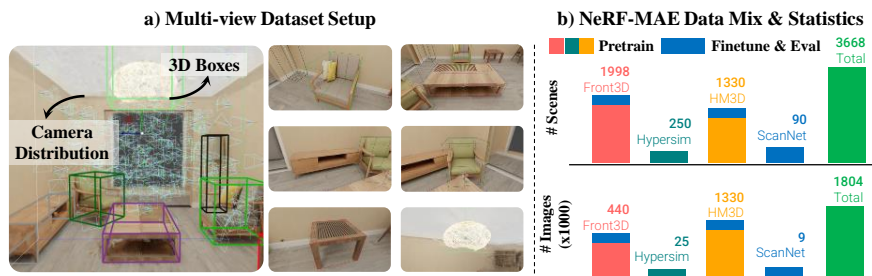 a) Multi-view Dataset Setup
3D Boxes
Camera
Distribution
b) NeRF-MAE Data Mix & Statistics
Pretrain
Finetune & Eval
# Scenes
1998
Front3D
250
Hypersim
1330
HM3D
90
ScanNet
3668
Total
# Images
(x1000)
440
Front3D
25
Hypersim
1330
HM3D
9
ScanNet
1804
Total